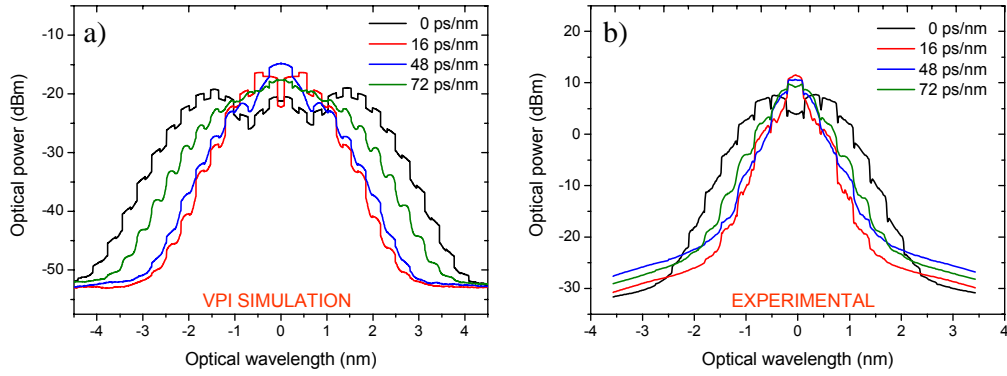 a)
0 ps/nm
16 ps/nm
48 ps/nm
72 ps/nm
-10
-20
-30
-40
-50
Optical power (dBm)
VPI SIMULATION
-4 -3 -2 -1 0 1 2 3 4
Optical wavelength (nm)
b)
0 ps/nm
16 ps/nm
48 ps/nm
72 ps/nm
20
10
0
-10
-20
-30
Optical power (dBm)
EXPERIMENTAL
-4 -3 -2 -1 0 1 2 3 4
Optical wavelength (nm)